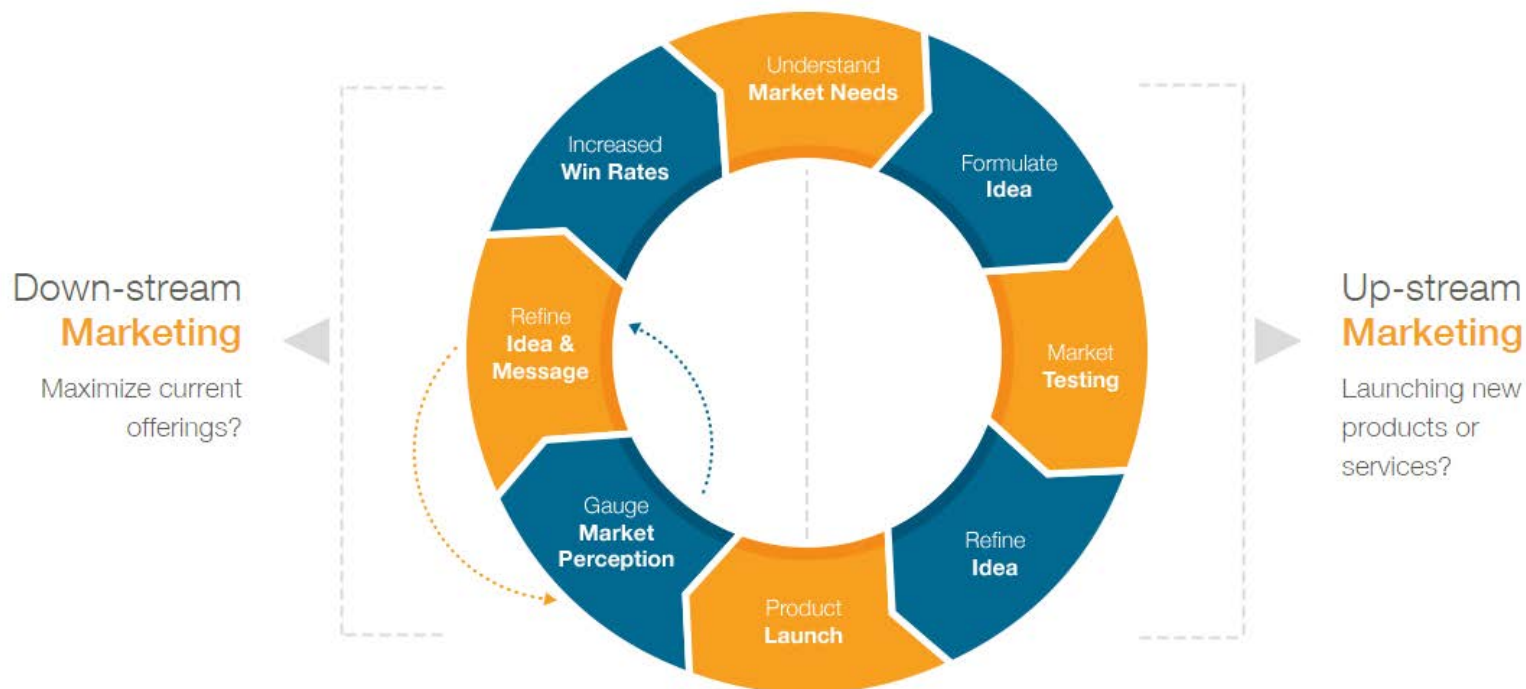 Understand
Market Needs
Formulate
Idea
Market
Testing
Refine
Idea
Product
Launch
Gauge
Market
Perception
Refine
Idea &
Message
Increased
Win Rates
Down-stream
Marketing
Maximize current
offerings?
Up-stream
Marketing
Launching new
products or
services?